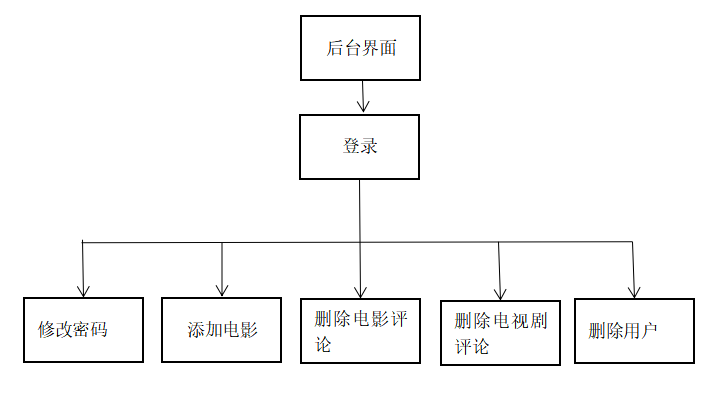 后台界面
登录
修改密码
添加电影
删除电影评
论
删除电视剧
评论
删除用户